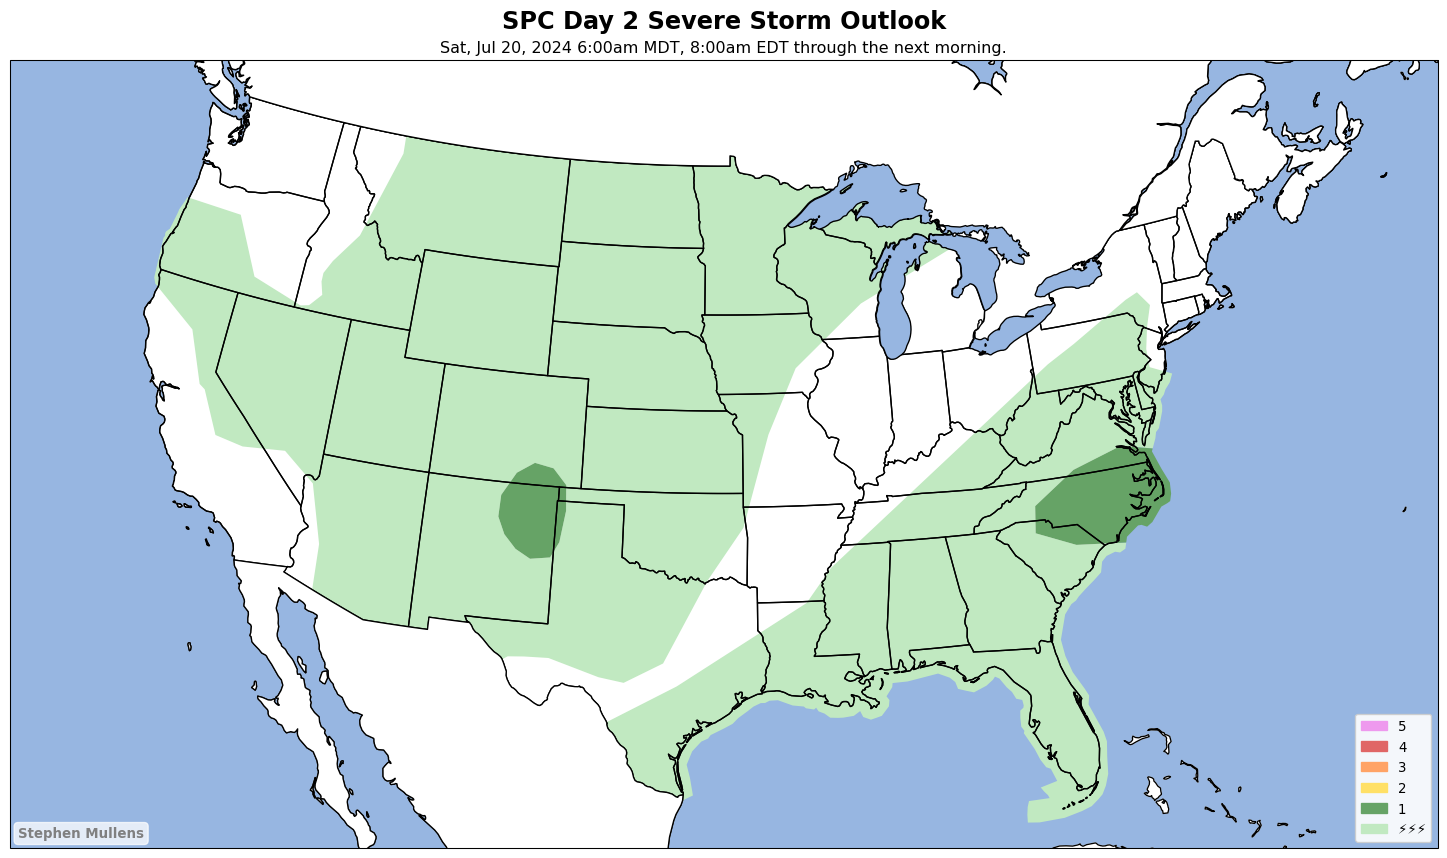 SPC Day 2 Severe Storm Outlook
Sat, Jul 20, 2024 6:00am MDT, 8:00am EDT through the next morning.
5
4
3
2
1
⚡⚡⚡
Stephen Mullens